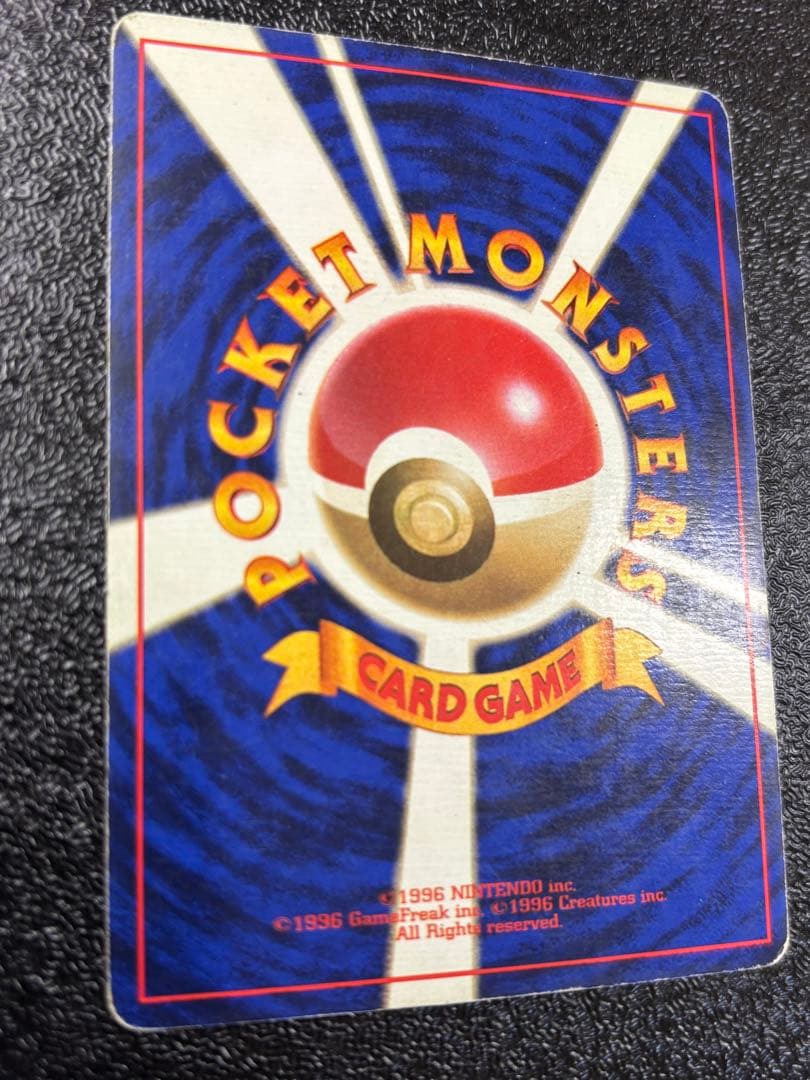 POCKET MONSTERS
CARD GAME
©1996 NINTENDO inc.
©1996 GameFreak inc. ©1996 Creatures inc.
All Rights reserved.